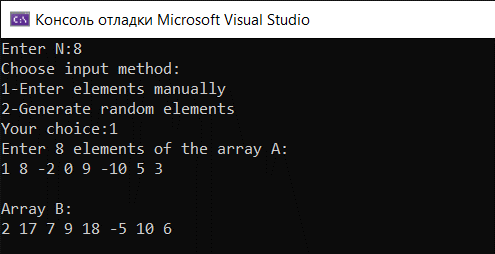 Консоль отладки Microsoft Visual Studio
Enter N:8
Choose input method:
1-Enter elements manually
2-Generate random elements
Your choice:1
Enter 8 elements of the array A:
1 8 -2 0 9 -10 5 3
Array B:
2 17 7 9 18 -5 10 6